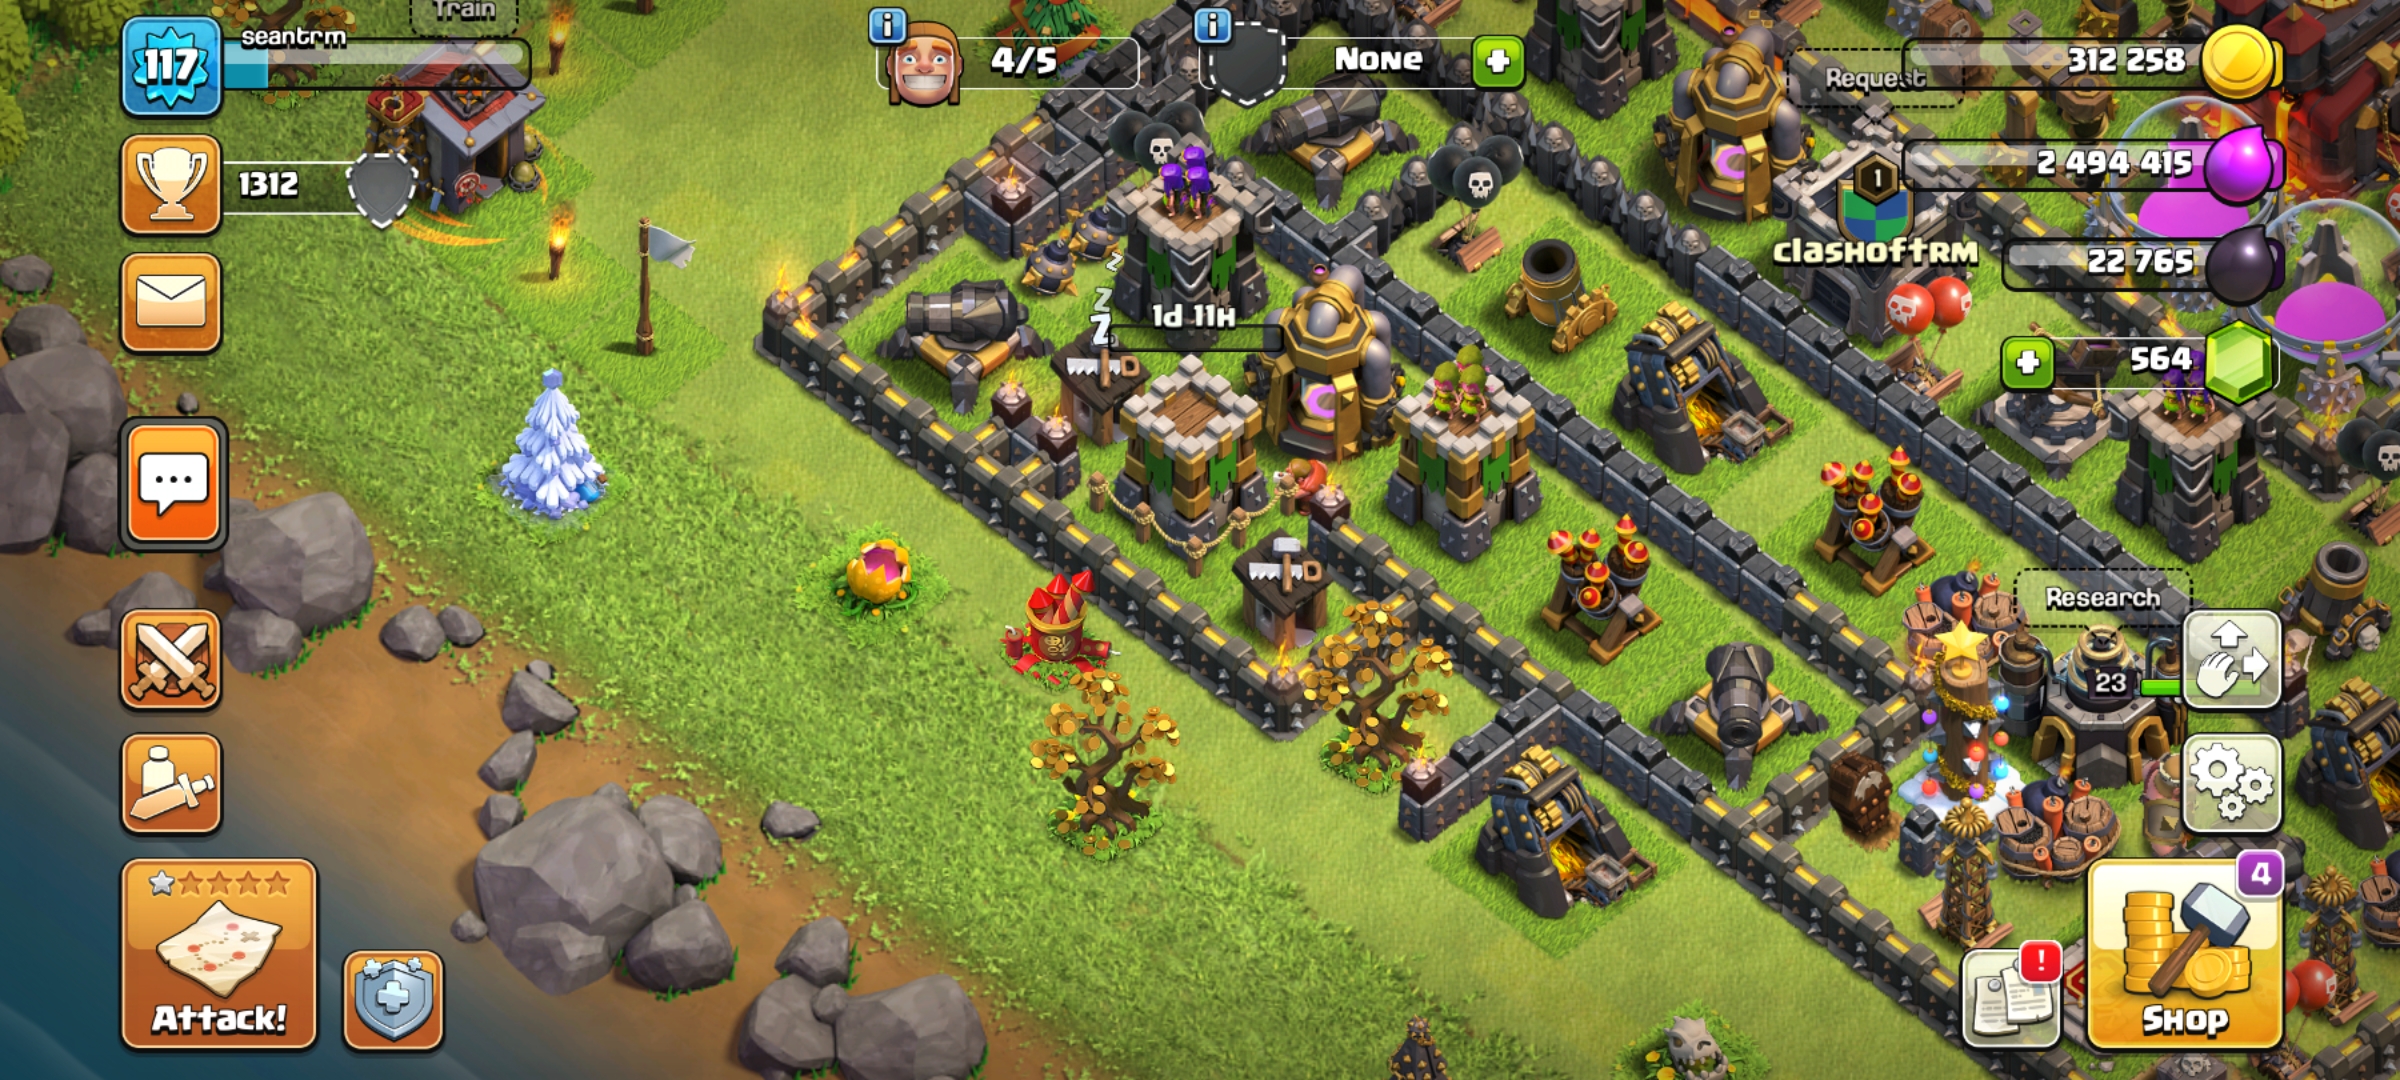 Train
117
seantrm
4/5
None
312 258
Request
1312
2 494 415
1
clashoftrm
22 765
z
z
Z
1d 11H
564
Research
23
4
Attack!
!
Shop